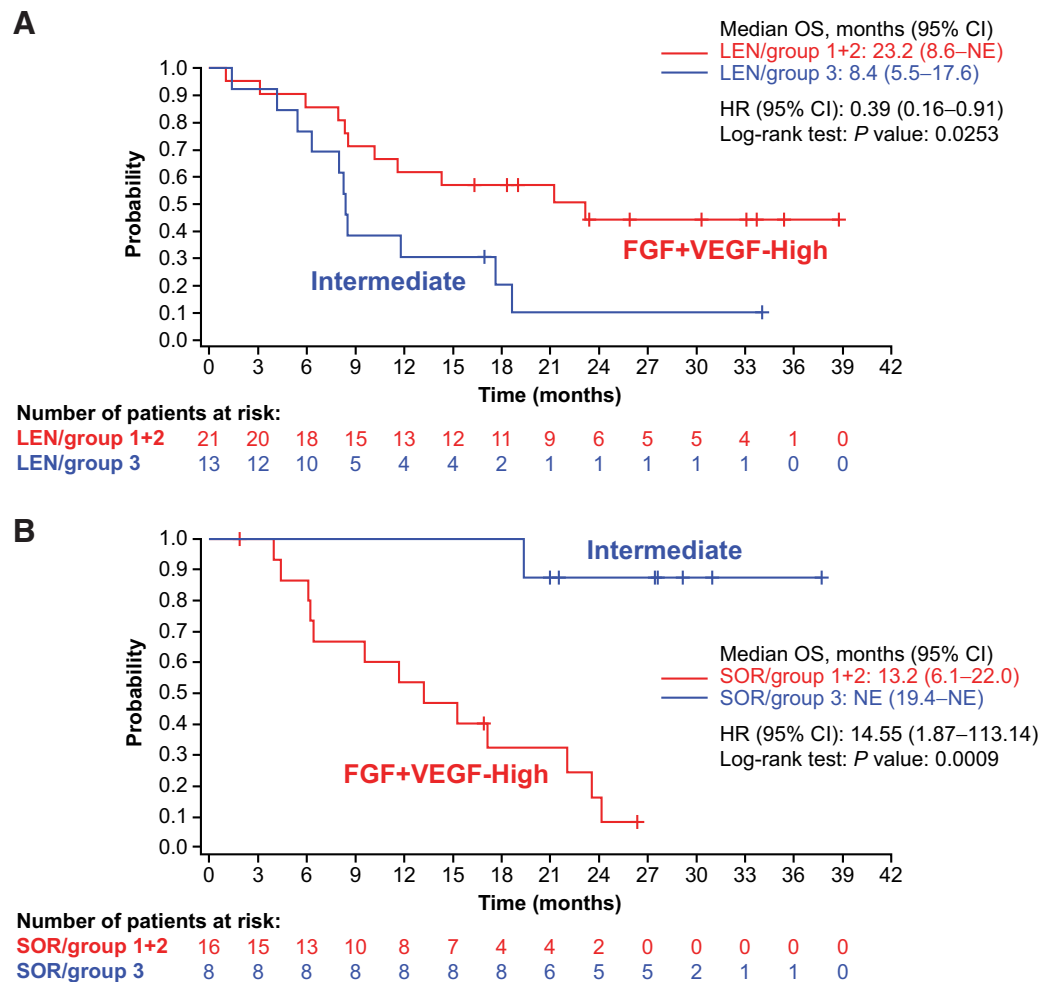 A
Median OS, months (95% CI)
LEN/group 1+2: 23.2 (8.6–NE)
LEN/group 3: 8.4 (5.5–17.6)
HR (95% CI): 0.39 (0.16–0.91)
Log-rank test: P value: 0.0253
Probability
1.0
0.9
0.8
0.7
0.6
0.5
0.4
0.3
0.2
0.1
0.0
FGF+VEGF-High
Intermediate
0 3 6 9 12 15 18 21 24 27 30 33 36 39 42
Time (months)
Number of patients at risk:
LEN/group 1+2 21 20 18 15 13 12 11 9 6 5 5 4 1 0
LEN/group 3 13 12 10 5 4 4 2 1 1 1 1 1 0 0
B
Probability
1.0
0.9
0.8
0.7
0.6
0.5
0.4
0.3
0.2
0.1
0.0
Intermediate
Median OS, months (95% CI)
SOR/group 1+2: 13.2 (6.1–22.0)
SOR/group 3: NE (19.4–NE)
HR (95% CI): 14.55 (1.87–113.14)
Log-rank test: P value: 0.0009
FGF+VEGF-High
0 3 6 9 12 15 18 21 24 27 30 33 36 39 42
Time (months)
Number of patients at risk:
SOR/group 1+2 16 15 13 10 8 7 4 4 2 0 0 0 0 0
SOR/group 3 8 8 8 8 8 8 8 6 5 5 2 1 1 0